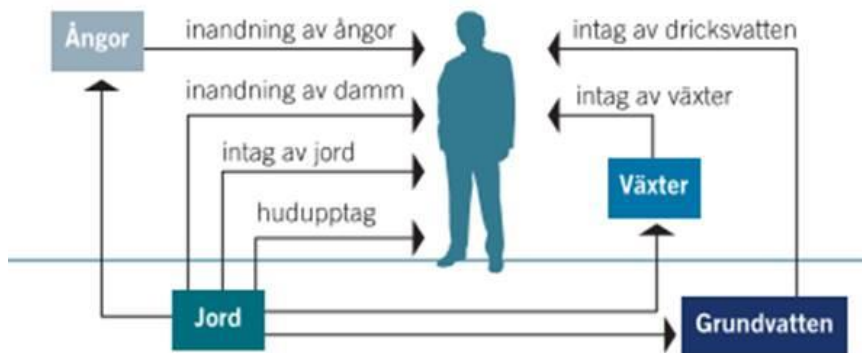 Ångor
inandning av ångor
intag av dricksvatten
inandning av damm
intag av växter
intag av jord
Växter
hudupptag
Jord
Grundvatten